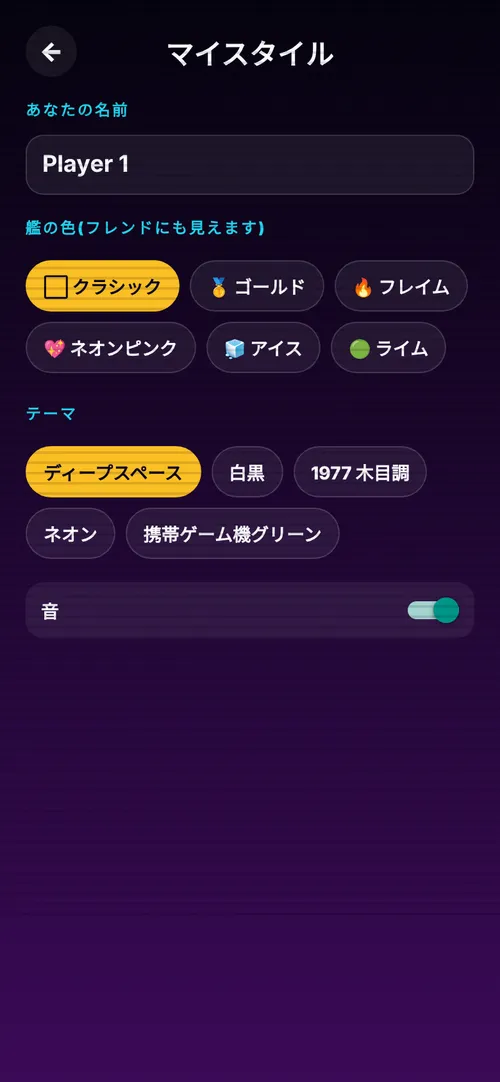 マイスタイル
あなたの名前
Player 1
艦の色(フレンドにも見えます)
クラシック 🥇 ゴールド 🔥 フレイム
💖 ネオンピンク 🧊 アイス 🟢 ライム
テーマ
ディープスペース 白黒 1977 木目調
ネオン 携帯ゲーム機グリーン
音